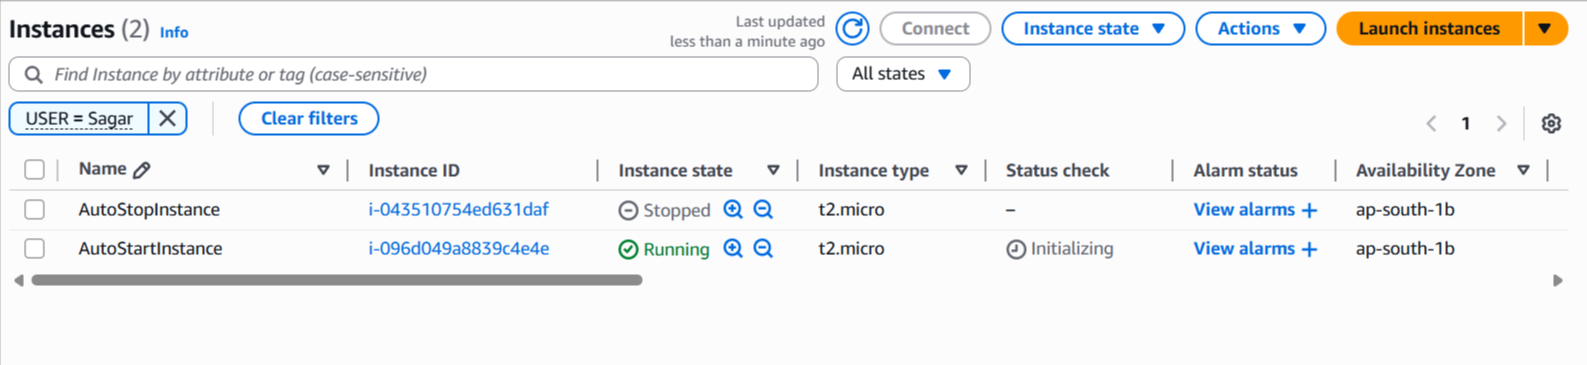 Instances (2) Info
Last updated
less than a minute ago
Connect
Instance state
Actions
Launch instances
Find Instance by attribute or tag (case-sensitive)
All states
USER = Sagar
Clear filters
1
Name Instance ID Instance state Instance type Status check Alarm status Availability Zone
AutoStopInstance i-043510754ed631daf Stopped t2.micro – View alarms + ap-south-1b
AutoStartInstance i-096d049a8839c4e4e Running t2.micro Initializing View alarms + ap-south-1b